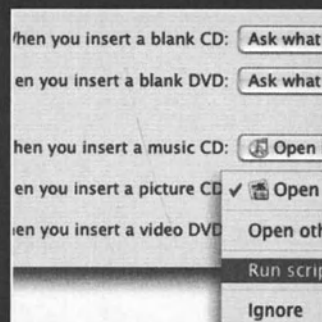 hen you insert a blank CD: Ask what
en you insert a blank DVD: Ask what
hen you insert a music CD: Open
en you insert a picture CD ✓ Open
en you insert a video DVD Open oth
Run scrip
Ignore